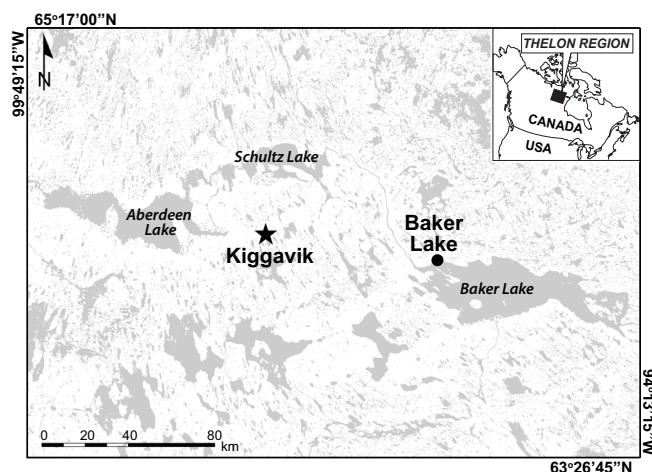 65°17'00"N
99°49'15"W
N
THELON REGION
CANADA
USA
Schultz Lake
Aberdeen
Lake
Kiggavik
Baker
Lake
Baker Lake
0 20 40 60 80
km
94°13'15"W
63°26'45"N